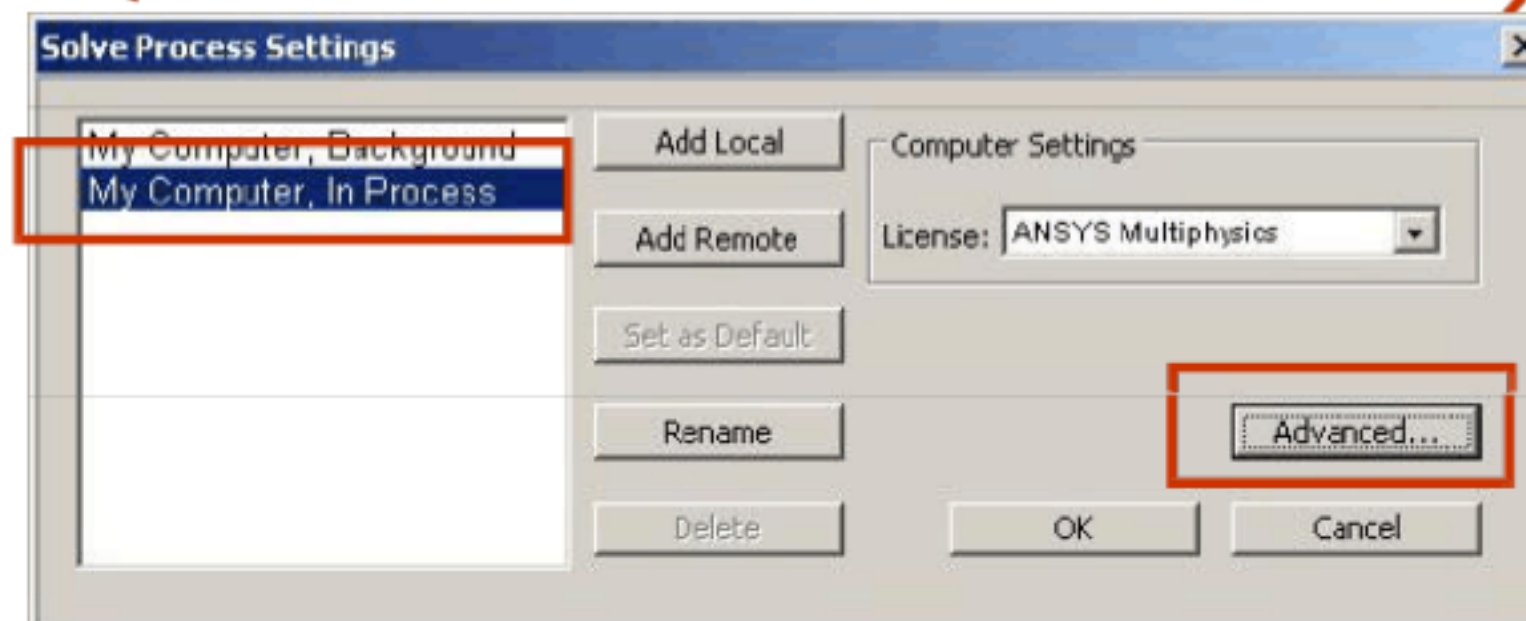 Solve Process Settings
My Computer, Background
My Computer, In Process
Add Local
Add Remote
Set as Default
Rename
Delete
Computer Settings
License: ANSYS Multiphysics
Advanced...
OK
Cancel